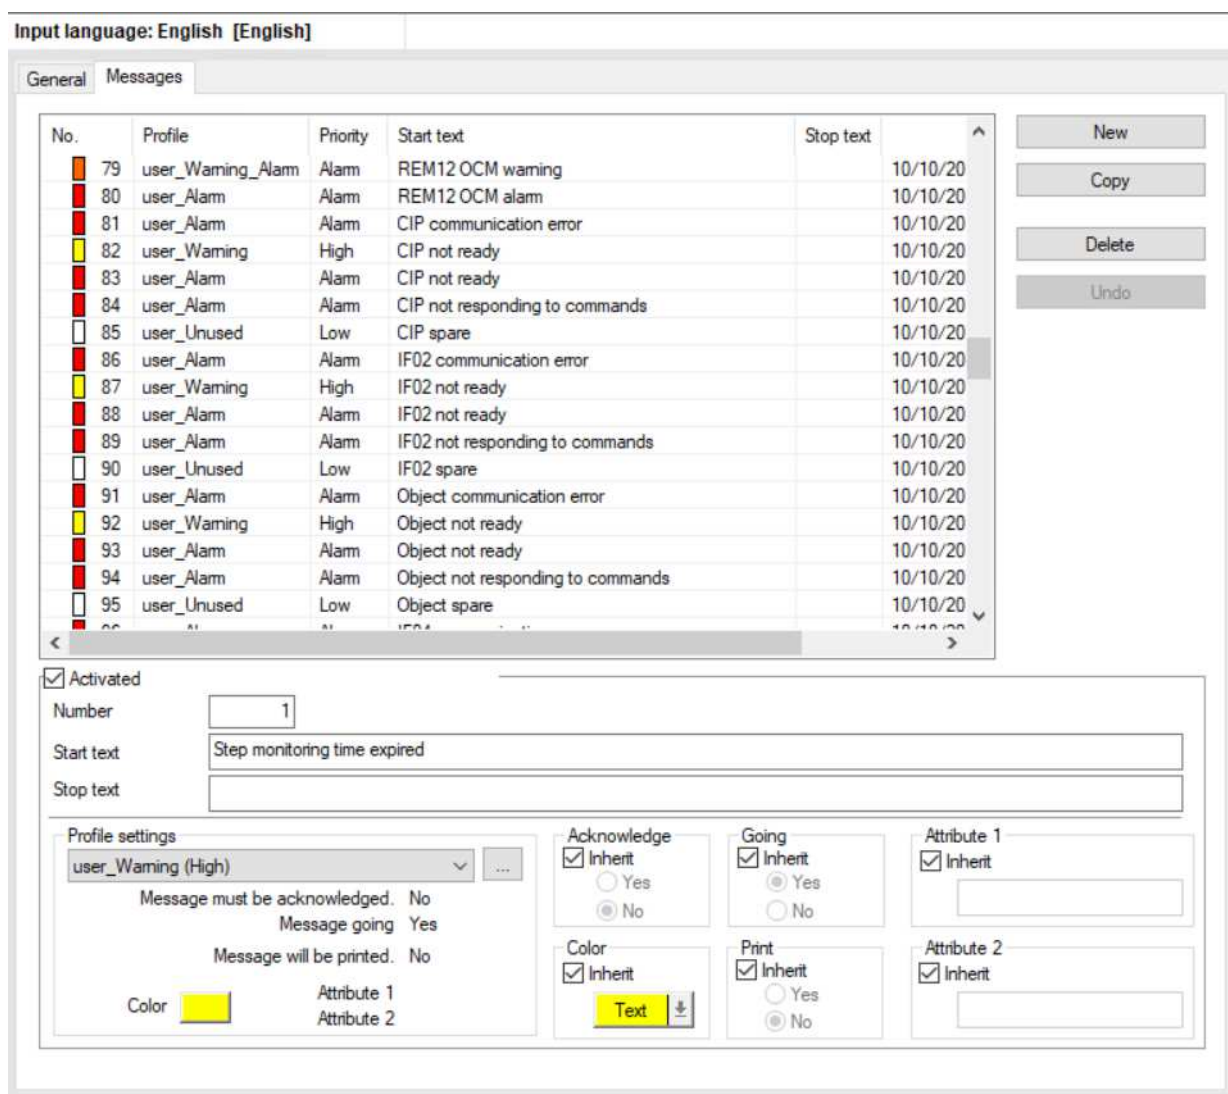 Input language: English [English]
General Messages
No. Profile Priority Start text Stop text
79 user_Warning_Alarm Alarm REM12 OCM warning 10/10/20
80 user_Alarm Alarm REM12 OCM alarm 10/10/20
81 user_Alarm Alarm CIP communication error 10/10/20
82 user_Warning High CIP not ready 10/10/20
83 user_Alarm Alarm CIP not ready 10/10/20
84 user_Alarm Alarm CIP not responding to commands 10/10/20
85 user_Unused Low CIP spare 10/10/20
86 user_Alarm Alarm IF02 communication error 10/10/20
87 user_Warning High IF02 not ready 10/10/20
88 user_Alarm Alarm IF02 not ready 10/10/20
89 user_Alarm Alarm IF02 not responding to commands 10/10/20
90 user_Unused Low IF02 spare 10/10/20
91 user_Alarm Alarm Object communication error 10/10/20
92 user_Warning High Object not ready 10/10/20
93 user_Alarm Alarm Object not ready 10/10/20
94 user_Alarm Alarm Object not responding to commands 10/10/20
95 user_Unused Low Object spare 10/10/20
New
Copy
Delete
Undo
Activated
Number 1
Start text Step monitoring time expired
Stop text
Profile settings
user_Warning (High) ...
Message must be acknowledged. No
Message going Yes
Message will be printed. No
Color
Attribute 1
Attribute 2
Acknowledge
Inherit
Yes
No
Going
Inherit
Yes
No
Attribute 1
Inherit
Color
Inherit
Text
Print
Inherit
Yes
No
Attribute 2
Inherit